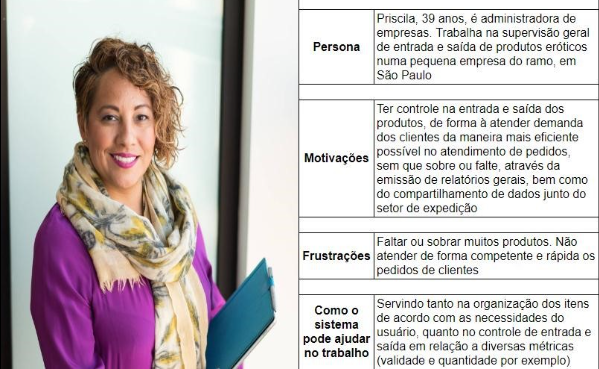 Persona
Priscila, 39 anos, é administradora de
empresas. Trabalha na supervisão geral
de entrada e saída de produtos eróticos
numa pequena empresa do ramo, em
São Paulo
Motivações
Ter controle na entrada e saída dos
produtos, de forma à atender demanda
dos clientes da maneira mais eficiente
possível no atendimento de pedidos,
sem que sobre ou falte, através da
emissão de relatórios gerais, bem como
do compartilhamento de dados junto do
setor de expedição
Frustrações
Faltar ou sobrar muitos produtos. Não
atender de forma competente e rápida os
pedidos de clientes
Como o
sistema
pode ajudar
no trabalho
Servindo tanto na organização dos itens
de acordo com as necesidades do
usuário, quanto no controle de entrada e
saída em relação a diversas métricas
(validade e quantidade por exemplo)